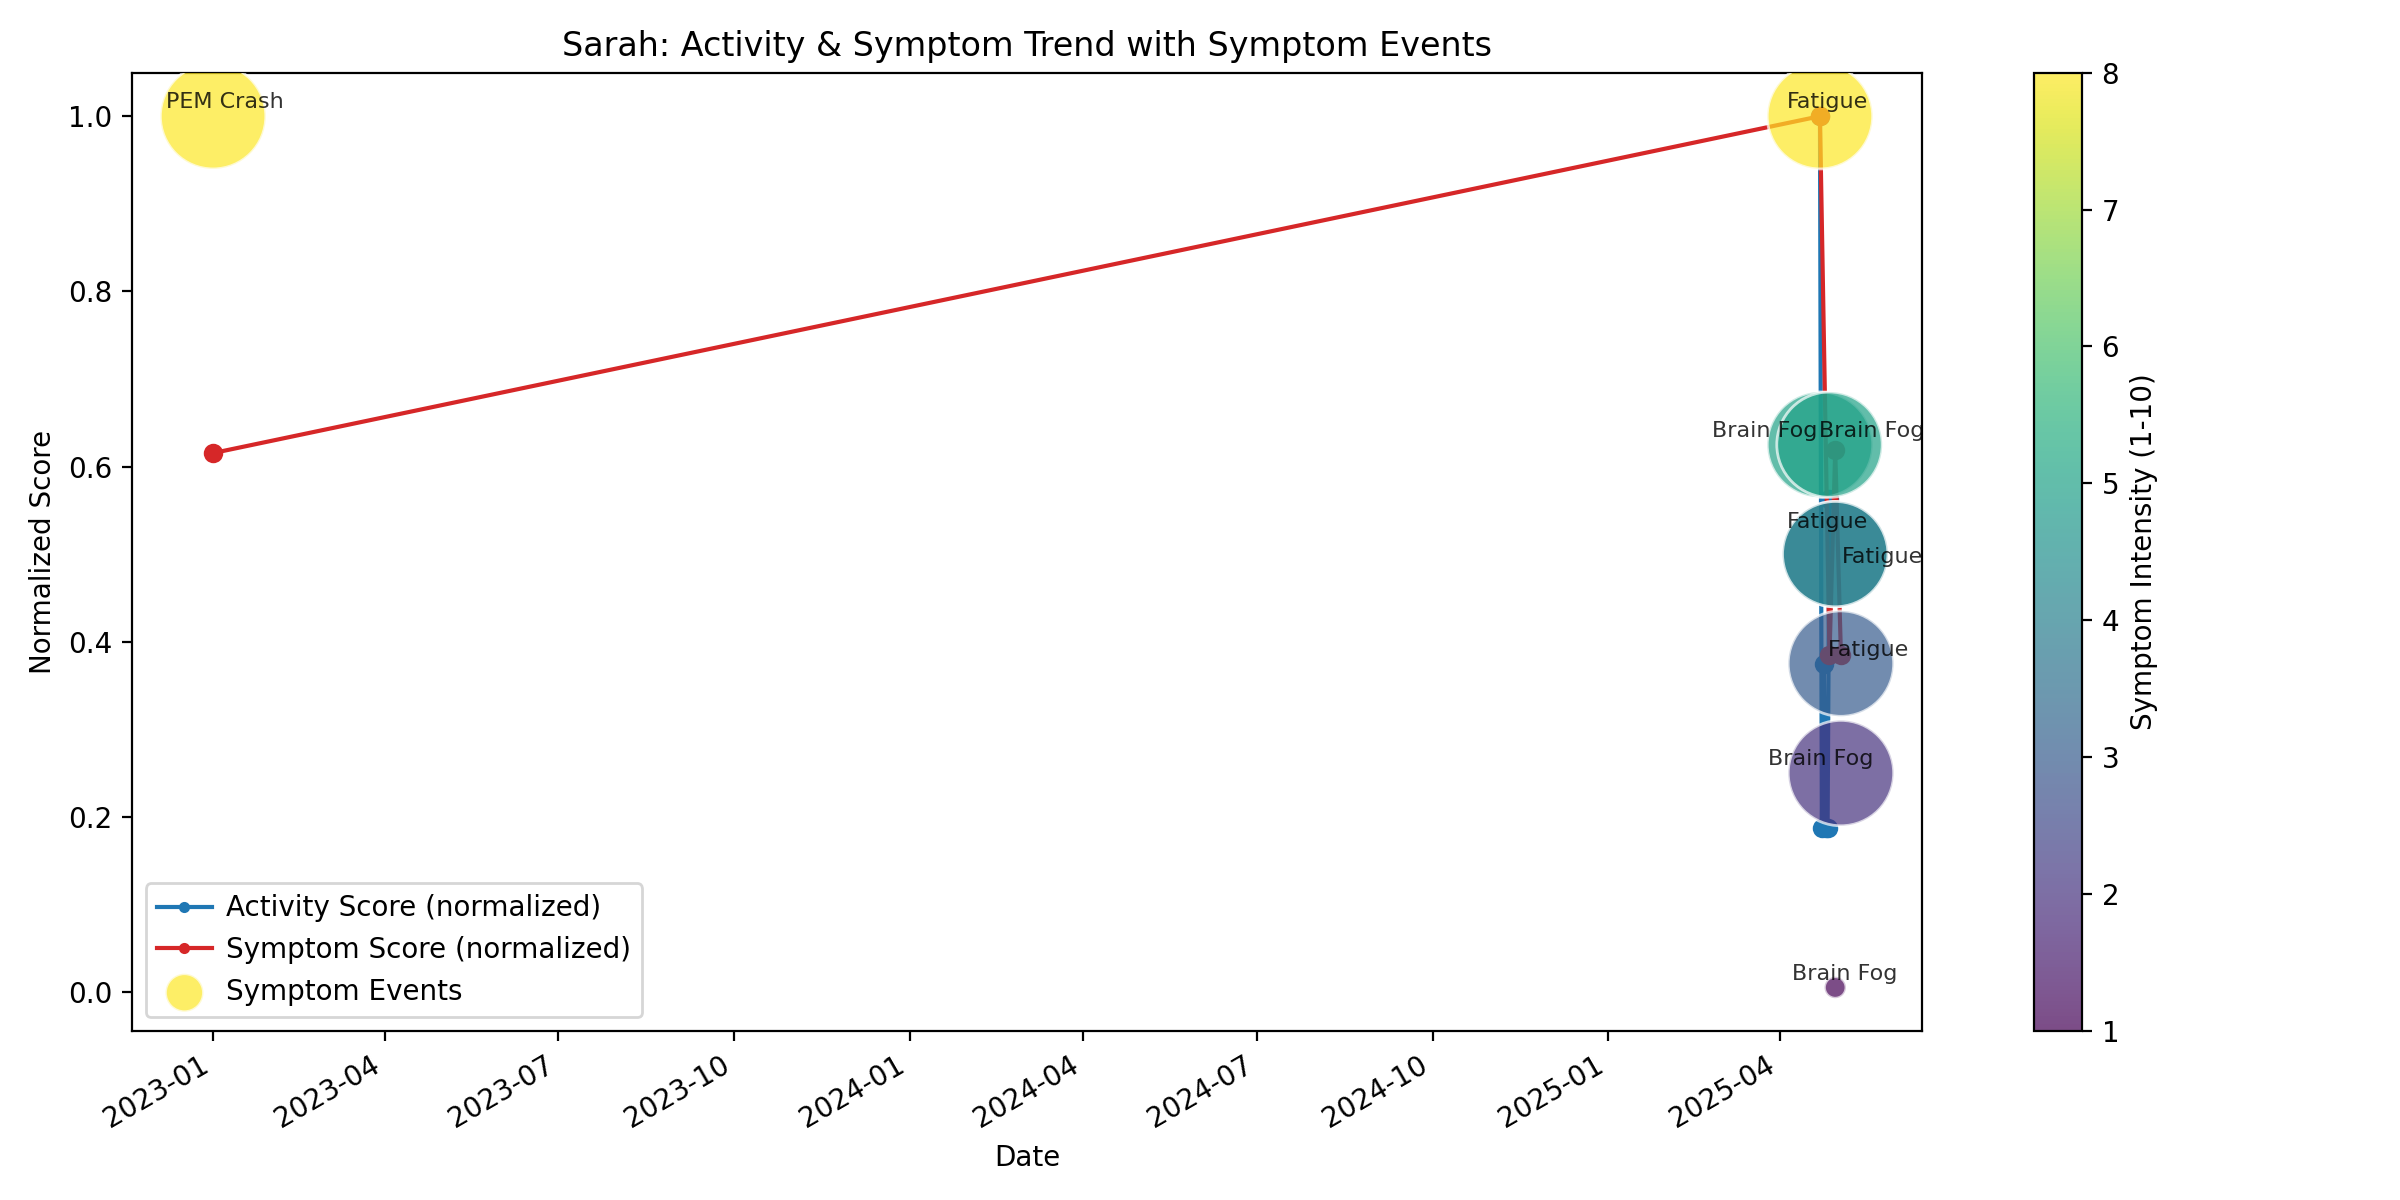 Sarah: Activity & Symptom Trend with Symptom Events
PEM Crash
Fatigue
Brain Fog
Brain Fog
Fatigue
Fatigue
Fatigue
Brain Fog
Brain Fog
Normalized Score
1.0
0.8
0.6
0.4
0.2
0.0
Activity Score (normalized)
Symptom Score (normalized)
Symptom Events
2023-01
2023-04
2023-07
2023-10
2024-01
2024-04
2024-07
2024-10
2025-01
2025-04
Date
8
7
6
5
4
3
2
1
Symptom Intensity (1-10)